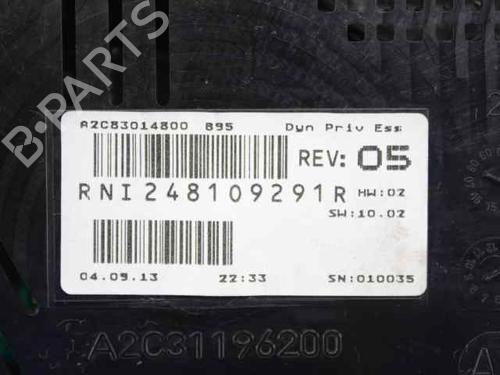 B-PARTS
A2C83014800 B95 Dyn Priv Ess
REV: 05
RNI248109291R HW:02
SW:10.02
04.09.13 22:33 SN:010035
A2C31196200